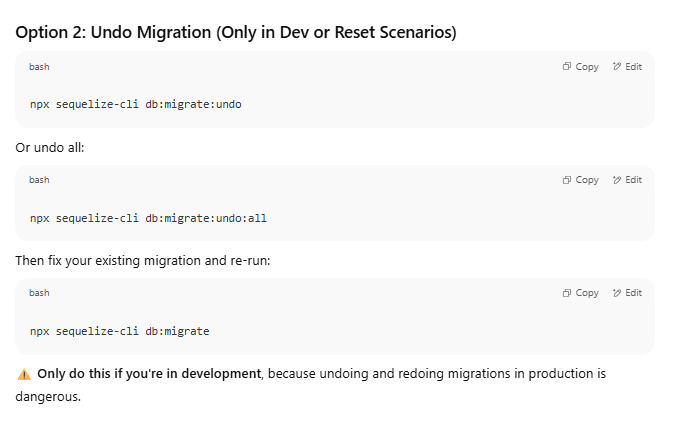 Option 2: Undo Migration (Only in Dev or Reset Scenarios)
bash Copy Edit
npx sequelize-cli db:migrate:undo
Or undo all:
bash Copy Edit
npx sequelize-cli db:migrate:undo:all
Then fix your existing migration and re-run:
bash Copy Edit
npx sequelize-cli db:migrate
⚠️ Only do this if you're in development, because undoing and redoing migrations in production is
dangerous.